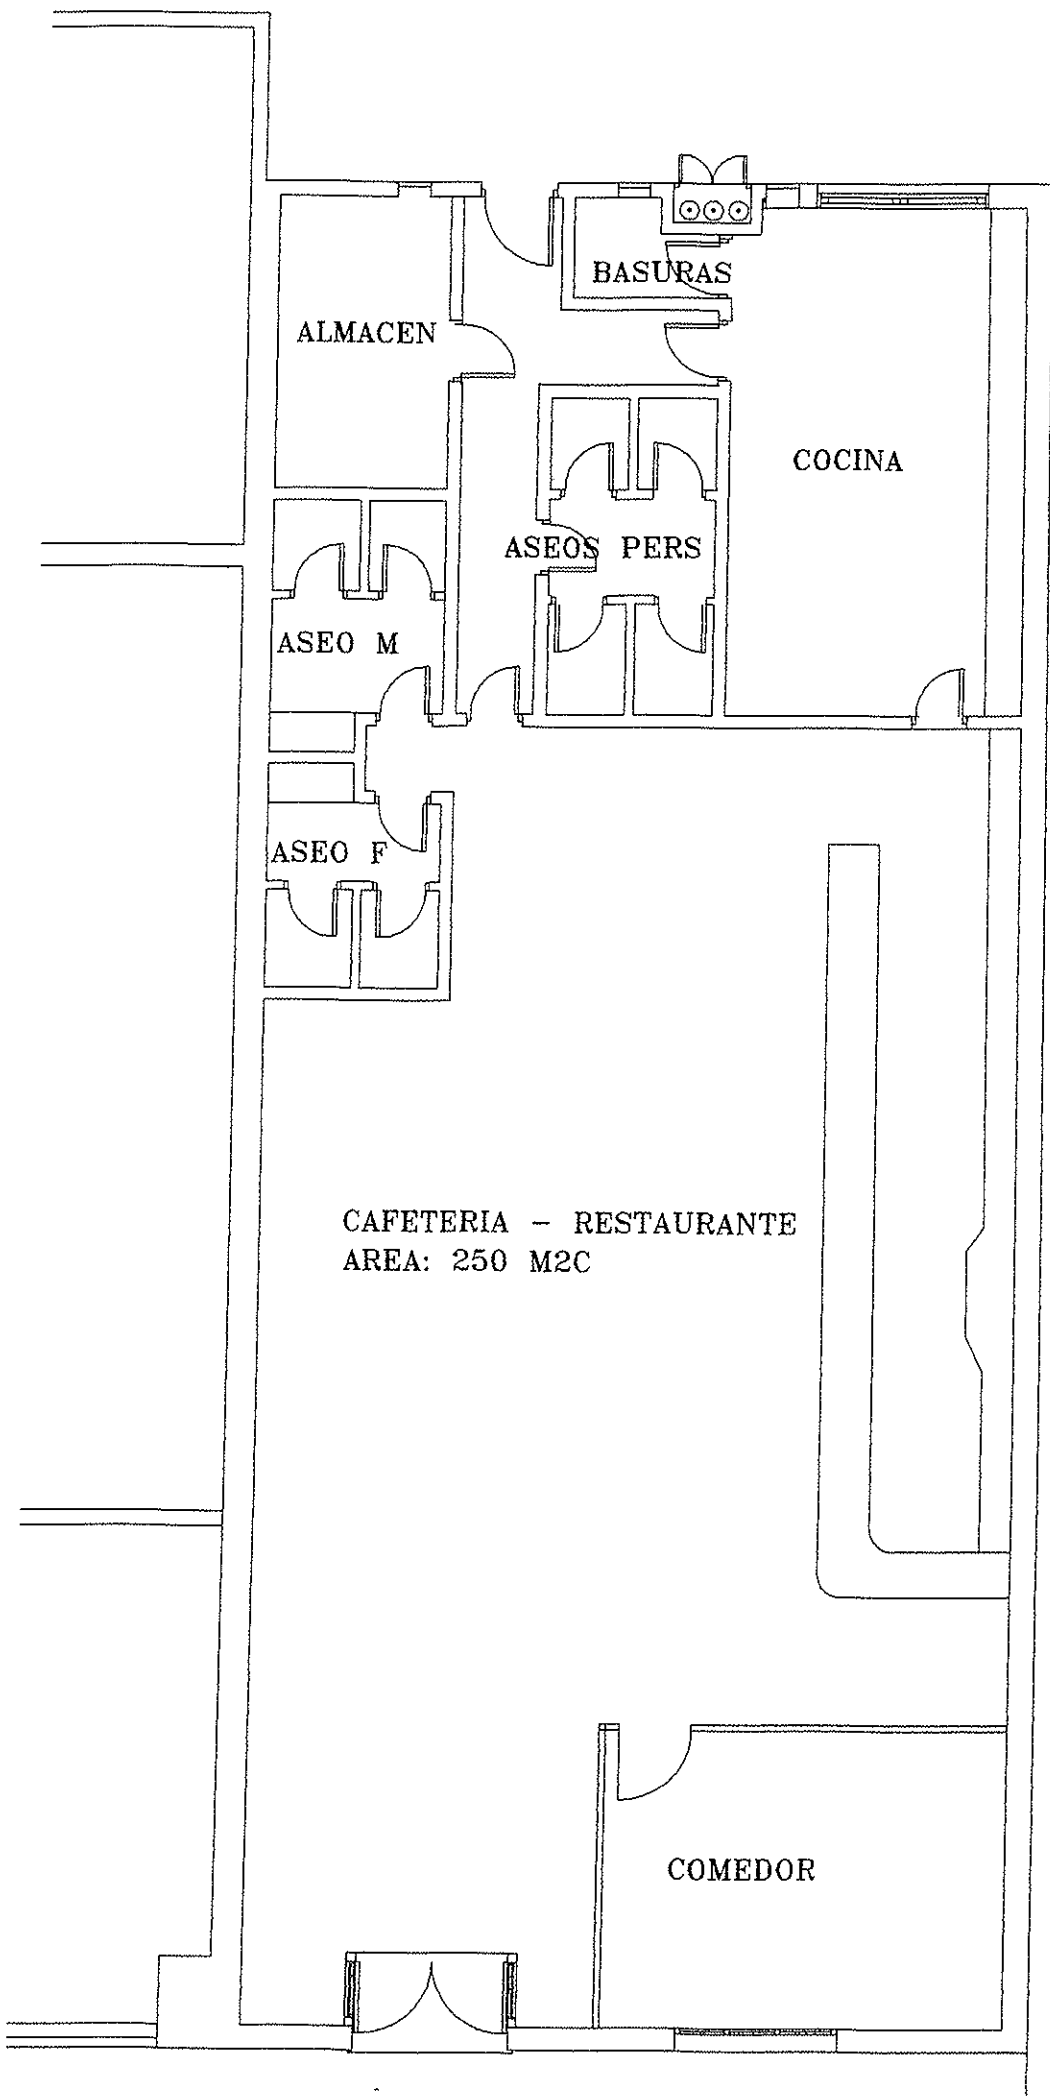 BASURAS
ALMACEN
COCINA
ASEOS PERS
ASEO M
ASEO F
CAFETERIA - RESTAURANTE
AREA: 250 M2C
COMEDOR